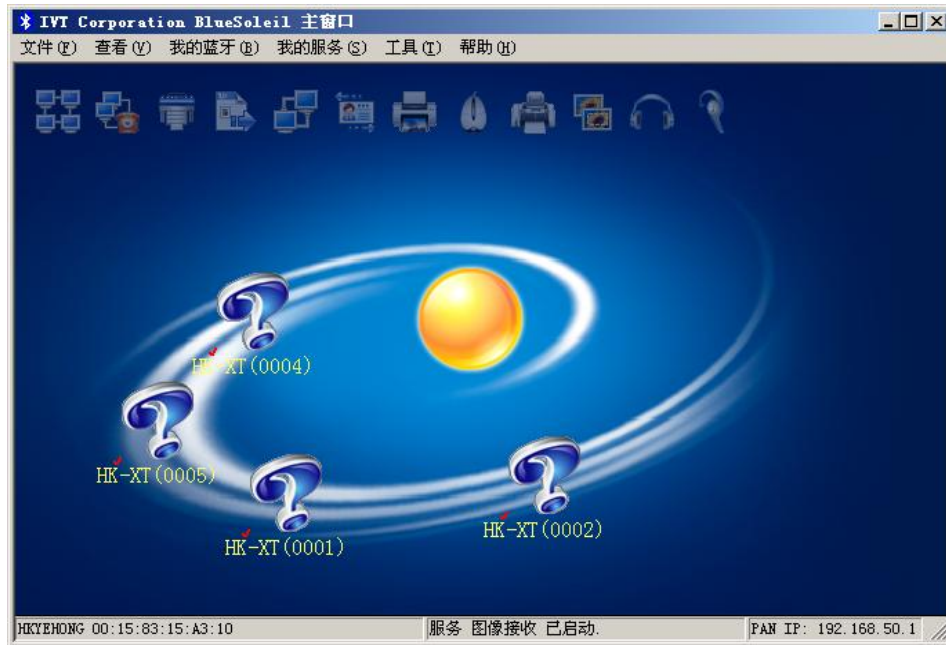 IVT Corporation BlueSoleil 主窗口
文件(F) 查看(V) 我的蓝牙(B) 我的服务(S) 工具(T) 帮助(H)
HK-XT(0004)
HK-XT(0005)
HK-XT(0002)
HK-XT(0001)
HKYEHONG 00:15:83:15:A3:10 服务 图像接收 已启动. PAN IP: 192.168.50.1